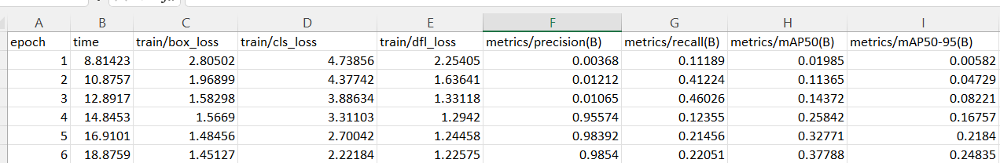 A B C D E F G H I
epoch time train/box_loss train/cls_loss train/dfl_loss metrics/precision(B) metrics/recall(B) metrics/mAP50(B) metrics/mAP50-95(B)
1 8.81423 2.80502 4.73856 2.25405 0.00368 0.11189 0.01985 0.00582
2 10.8757 1.96899 4.37742 1.63641 0.01212 0.41224 0.11365 0.04729
3 12.8917 1.58298 3.88634 1.33118 0.01065 0.46026 0.14372 0.08221
4 14.8453 1.5669 3.31103 1.2942 0.95574 0.12355 0.25842 0.16757
5 16.9101 1.48456 2.70042 1.24458 0.98392 0.21456 0.32771 0.2184
6 18.8759 1.45127 2.22184 1.22575 0.9854 0.22051 0.37788 0.24835